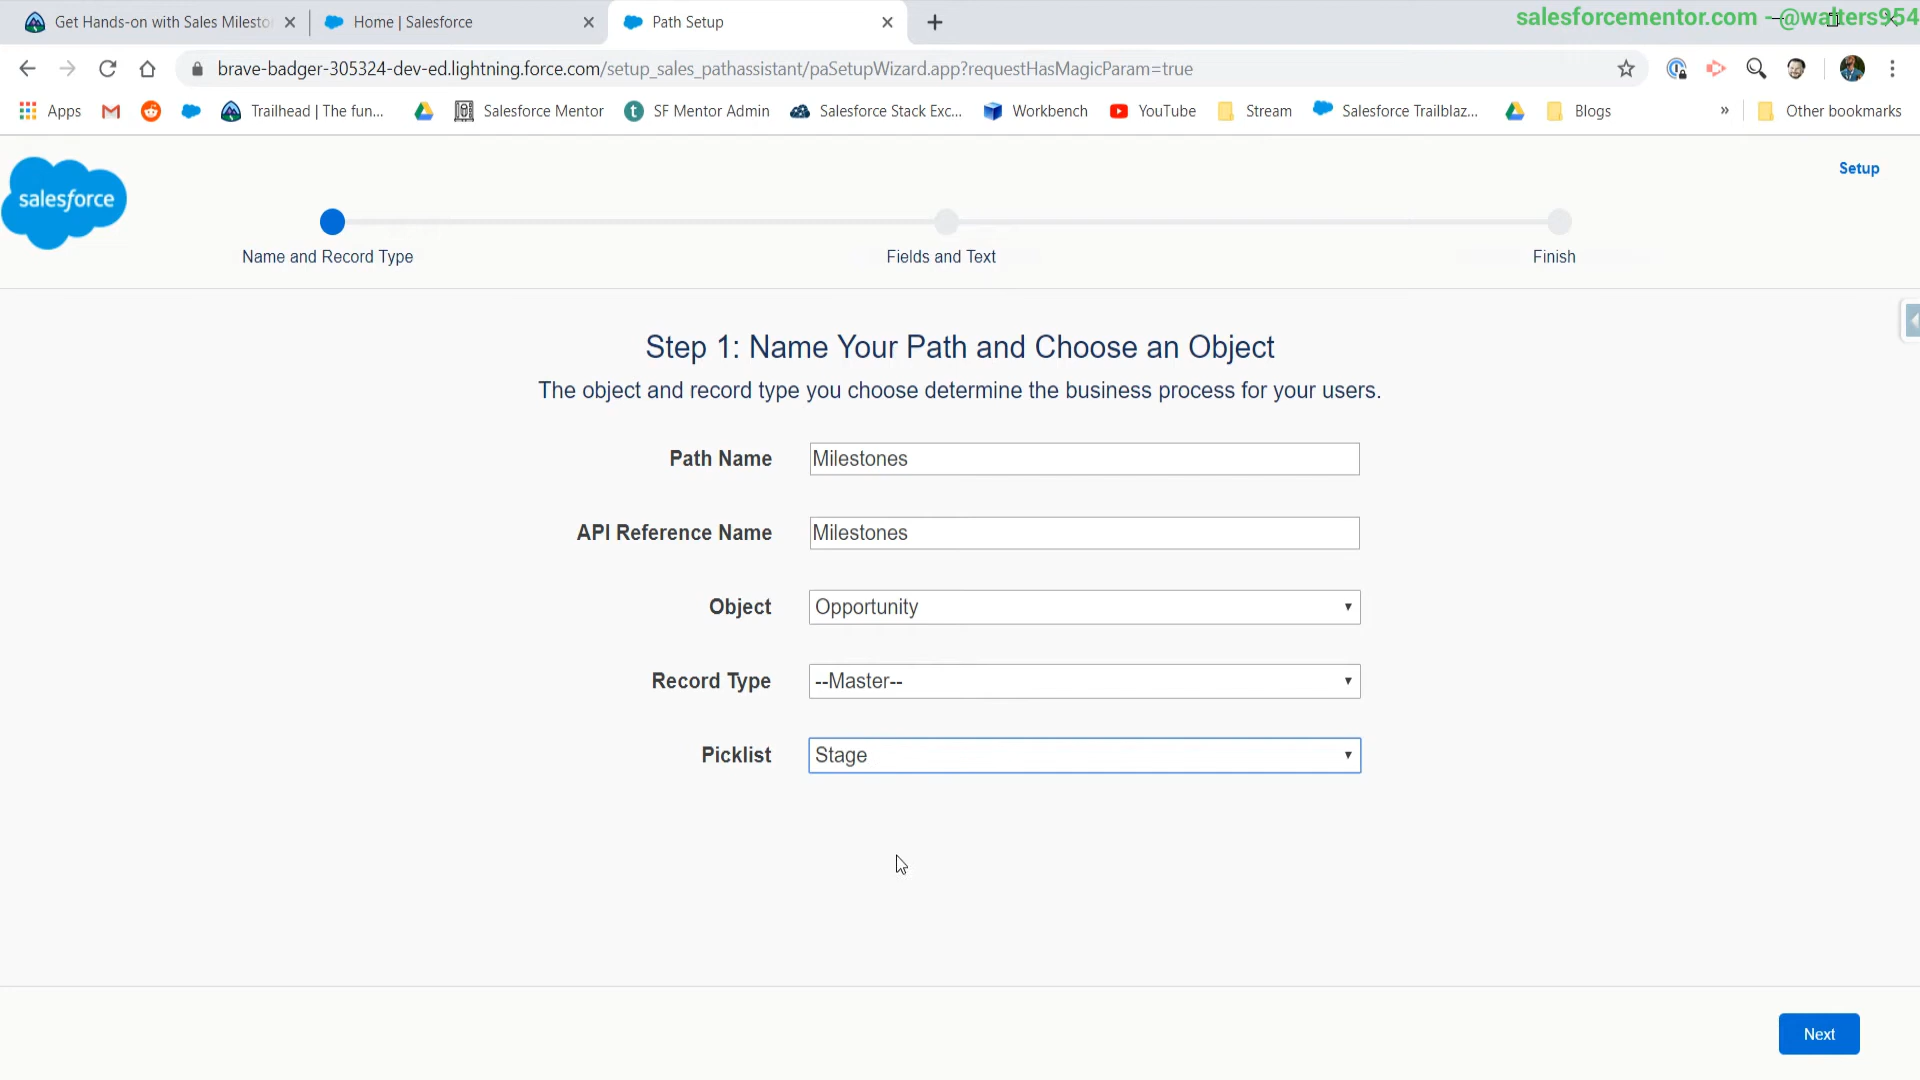 Get Hands-on with Sales Milesto
Home | Salesforce
Path Setup
salesforcementor.com - @walters954
brave-badger-305324-dev-ed.lightning.force.com/setup_sales_pathassistant/paSetupWizard.app?requestHasMagicParam=true
Apps
Trailhead | The fun...
Salesforce Mentor
SF Mentor Admin
Salesforce Stack Exc...
Workbench
YouTube
Stream
Salesforce Trailblaz...
Blogs
»
Other bookmarks
salesforce
Setup
Name and Record Type
Fields and Text
Finish
Step 1: Name Your Path and Choose an Object
The object and record type you choose determine the business process for your users.
Path Name
Milestones
API Reference Name
Milestones
Object
Opportunity
Record Type
--Master--
Picklist
Stage
Next